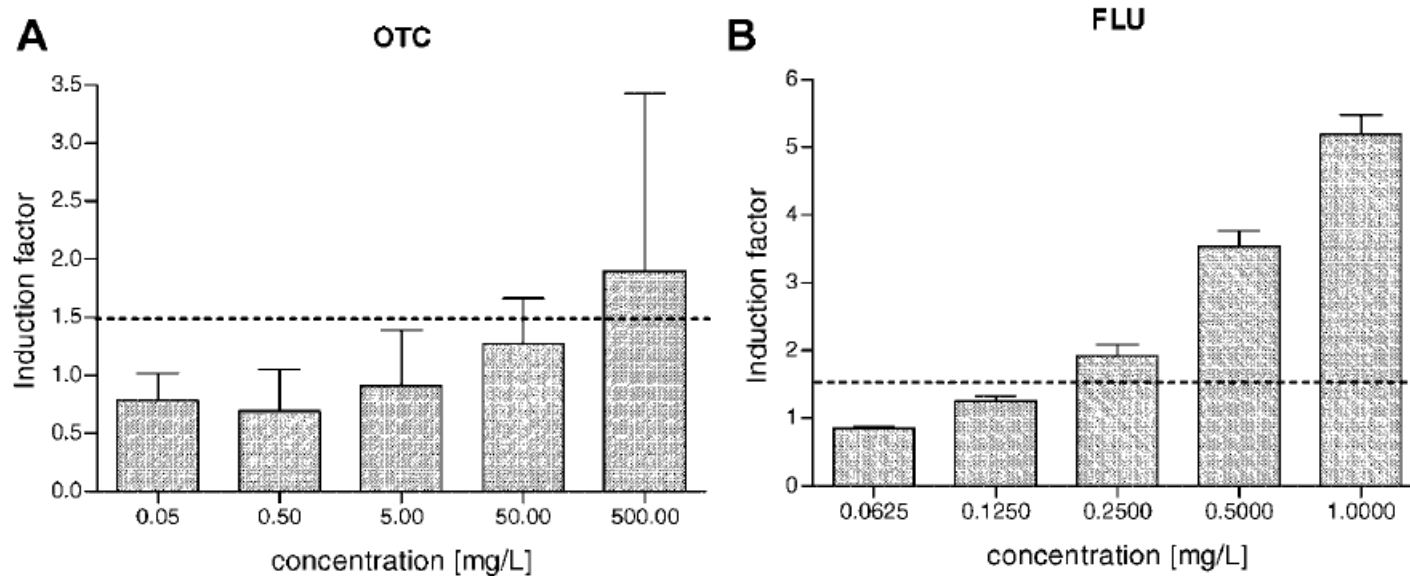 A
OTC
3.5
3.0
2.5
2.0
1.5
1.0
0.5
0.0
Induction factor
0.05 0.50 5.00 50.00 500.00
concentration [mg/L]
B
FLU
6
5
4
3
2
1
0
Induction factor
0.0625 0.1250 0.2500 0.5000 1.0000
concentration [mg/L]